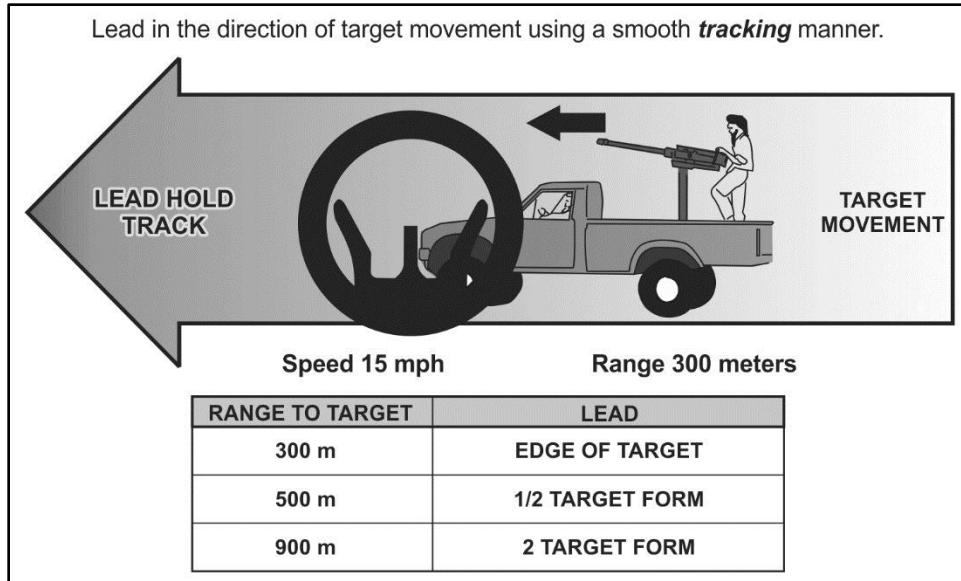 Lead in the direction of target movement using a smooth tracking manner.
LEAD HOLD
TRACK
TARGET
MOVEMENT
Speed 15 mph
Range 300 meters
RANGE TO TARGET LEAD
300 m EDGE OF TARGET
500 m 1/2 TARGET FORM
900 m 2 TARGET FORM